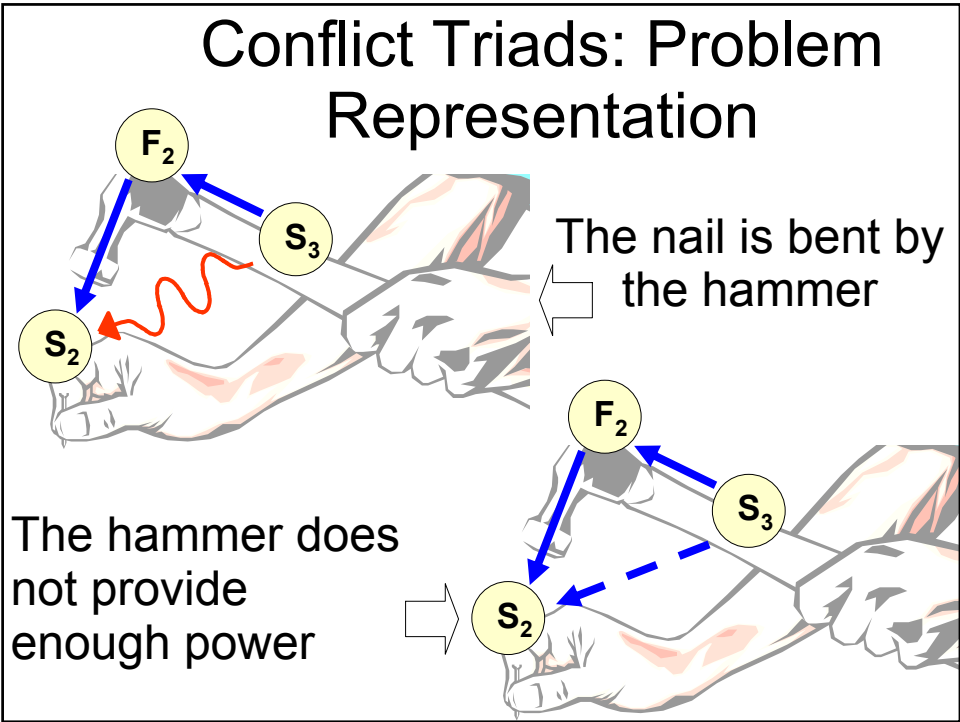 Conflict Triads: Problem
Representation
F₂
S₃
S₂
The nail is bent by
the hammer
F₂
S₃
S₂
The hammer does
not provide
enough power